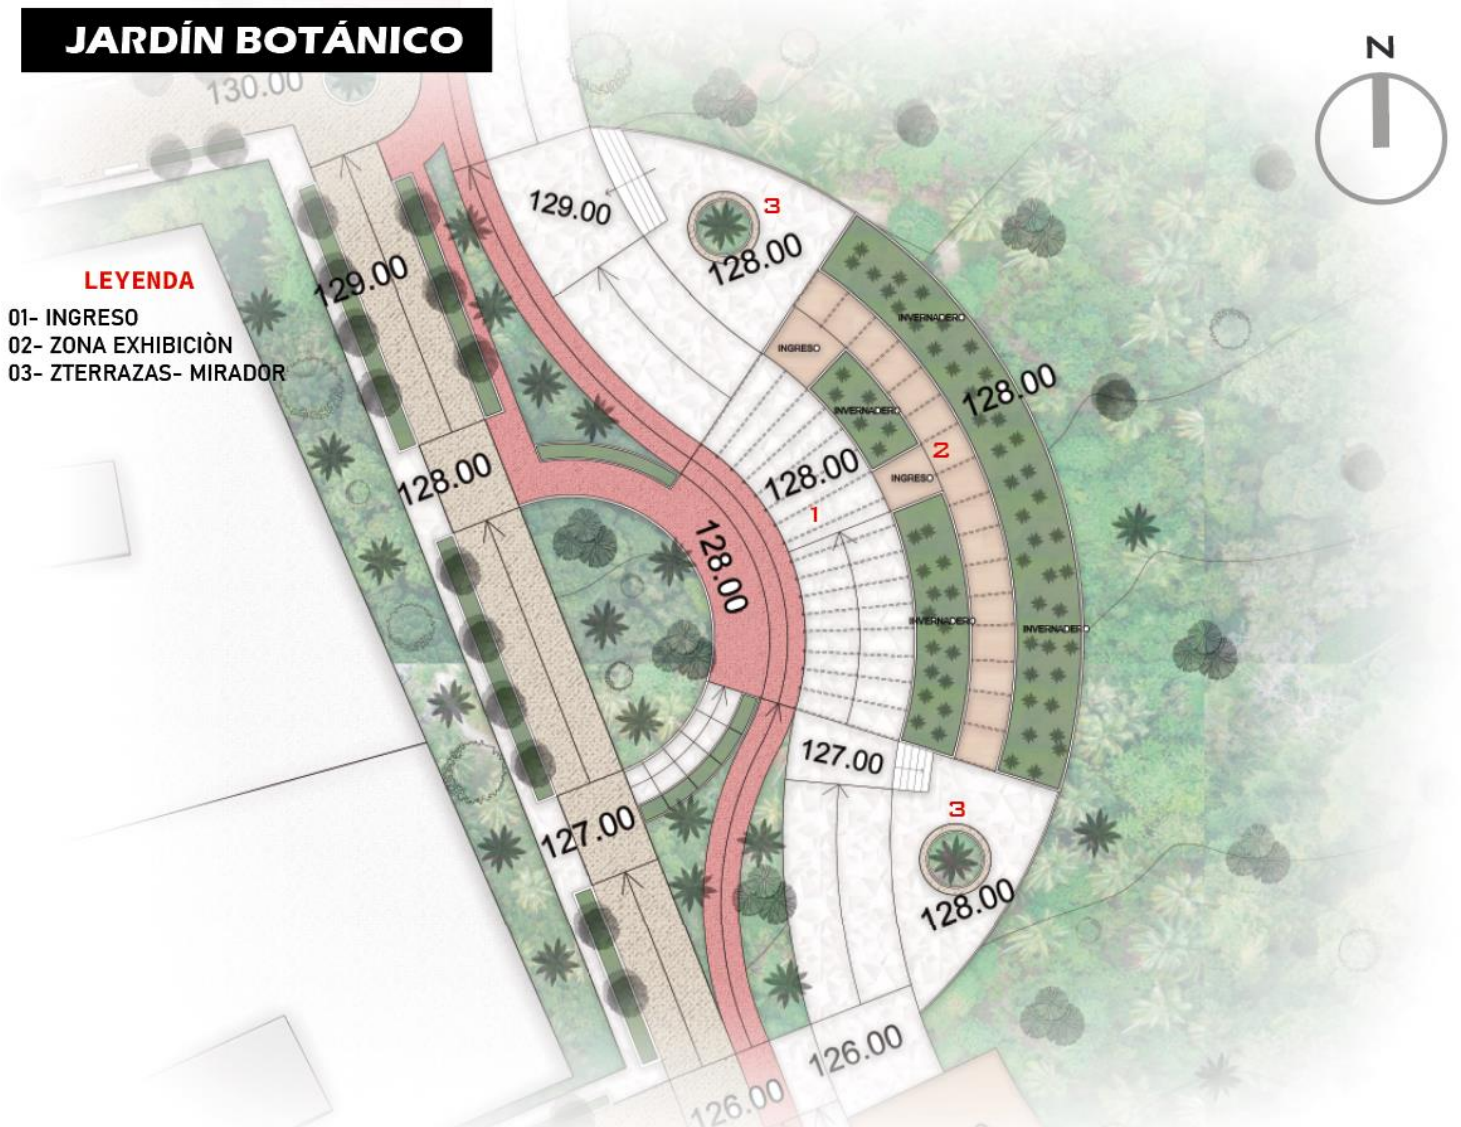 JARDÍN BOTÁNICO
N
130.00
129.00
3
128.00
129.00
LEYENDA
01- INGRESO
02- ZONA EXHIBICIÒN
03- ZTERRAZAS- MIRADOR
INVERNADERO
INGRESO
128.00
INVERNADERO
2
128.00
128.00
INGRESO
1
128.00
INVERNADERO
INVERNADERO
127.00
3
127.00
128.00
126.00
126.00